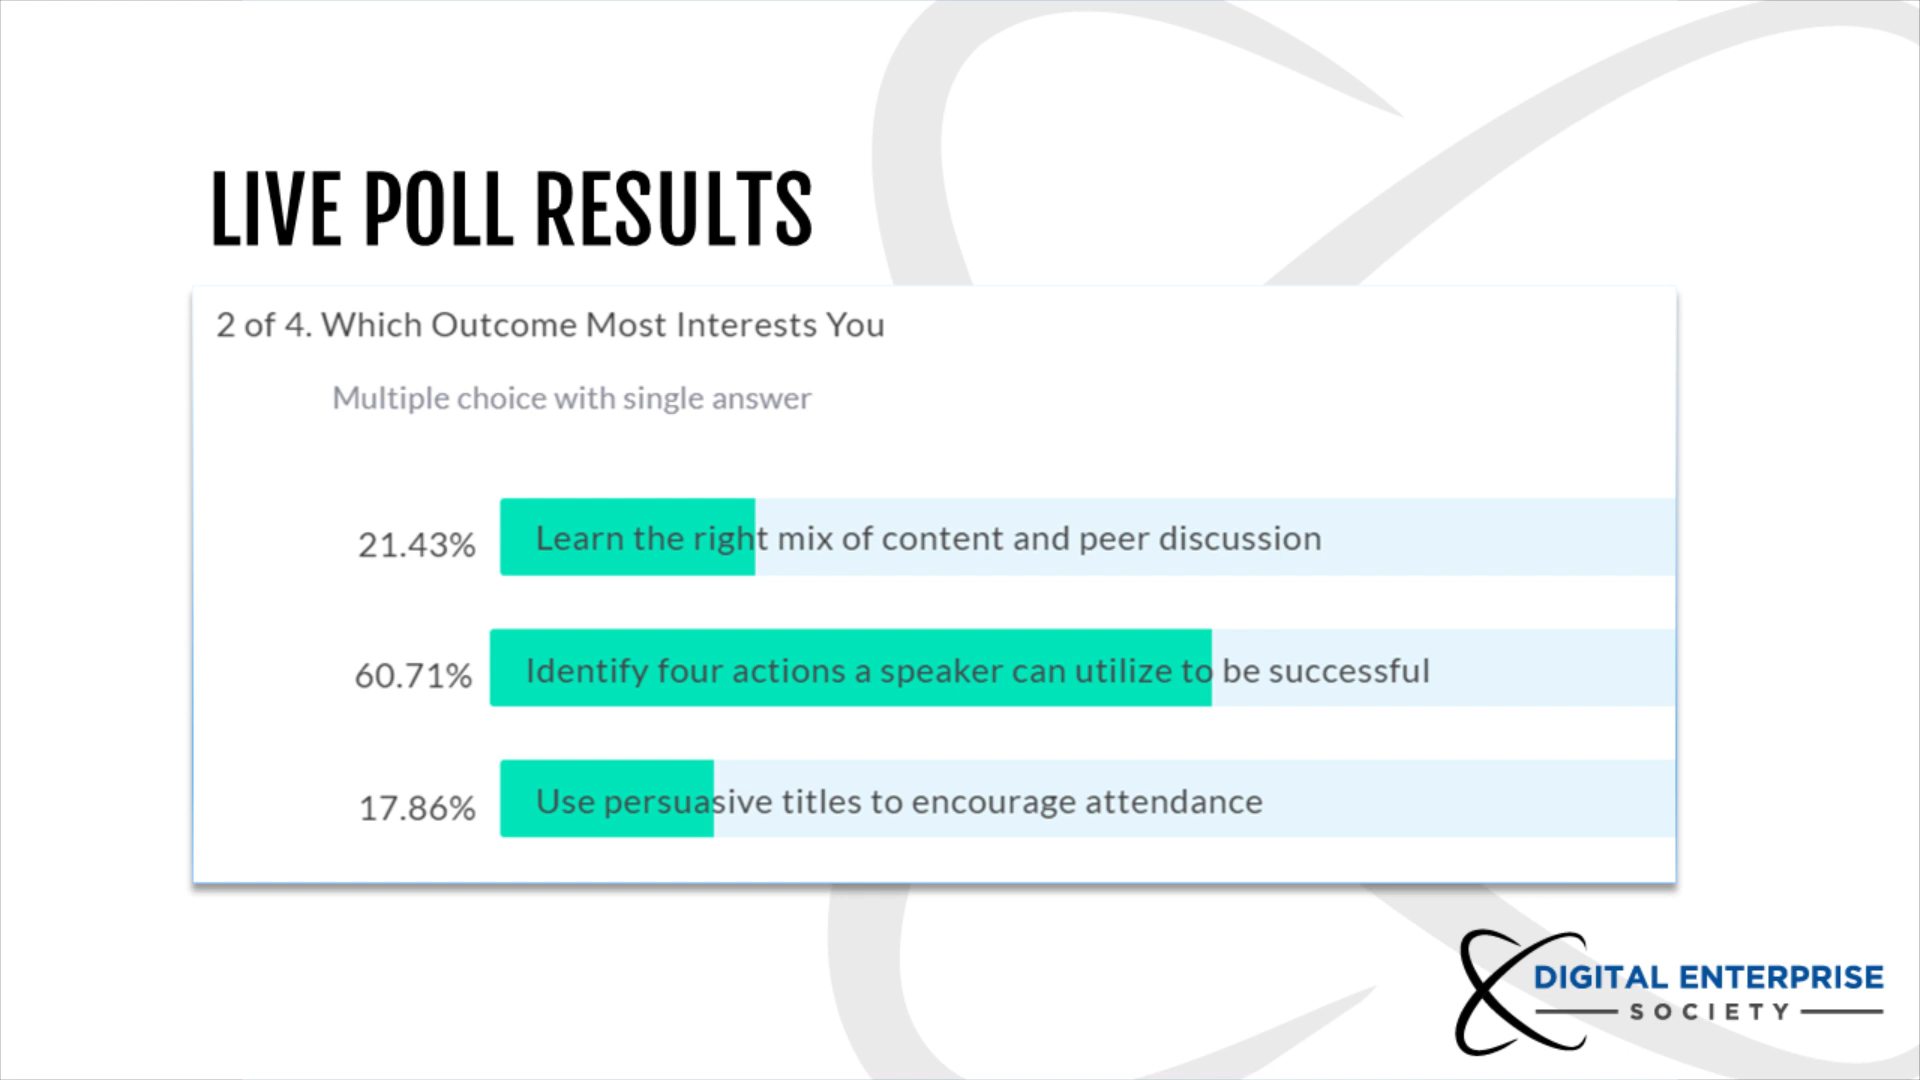 LIVE POLL RESULTS
2 of 4. Which Outcome Most Interests You
Multiple choice with single answer
21.43% Learn the right mix of content and peer discussion
60.71% Identify four actions a speaker can utilize to be successful
17.86% Use persuasive titles to encourage attendance
DIGITAL ENTERPRISE
SOCIETY